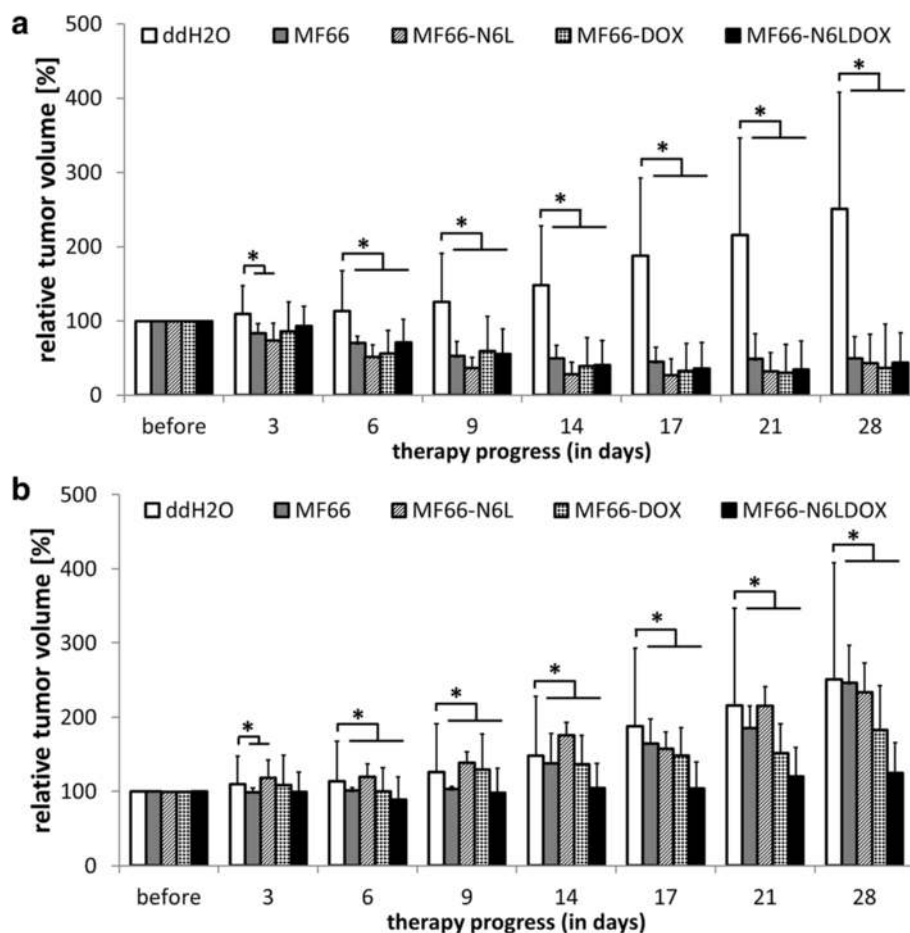 a
relative tumor volume [%]
500
400
300
200
100
0
ddH2O MF66 MF66-N6L MF66-DOX MF66-N6LDOX
* * * * * * *
before 3 6 9 14 17 21 28
therapy progress (in days)
b
relative tumor volume [%]
500
400
300
200
100
0
ddH2O MF66 MF66-N6L MF66-DOX MF66-N6LDOX
* * * * * * *
before 3 6 9 14 17 21 28
therapy progress (in days)